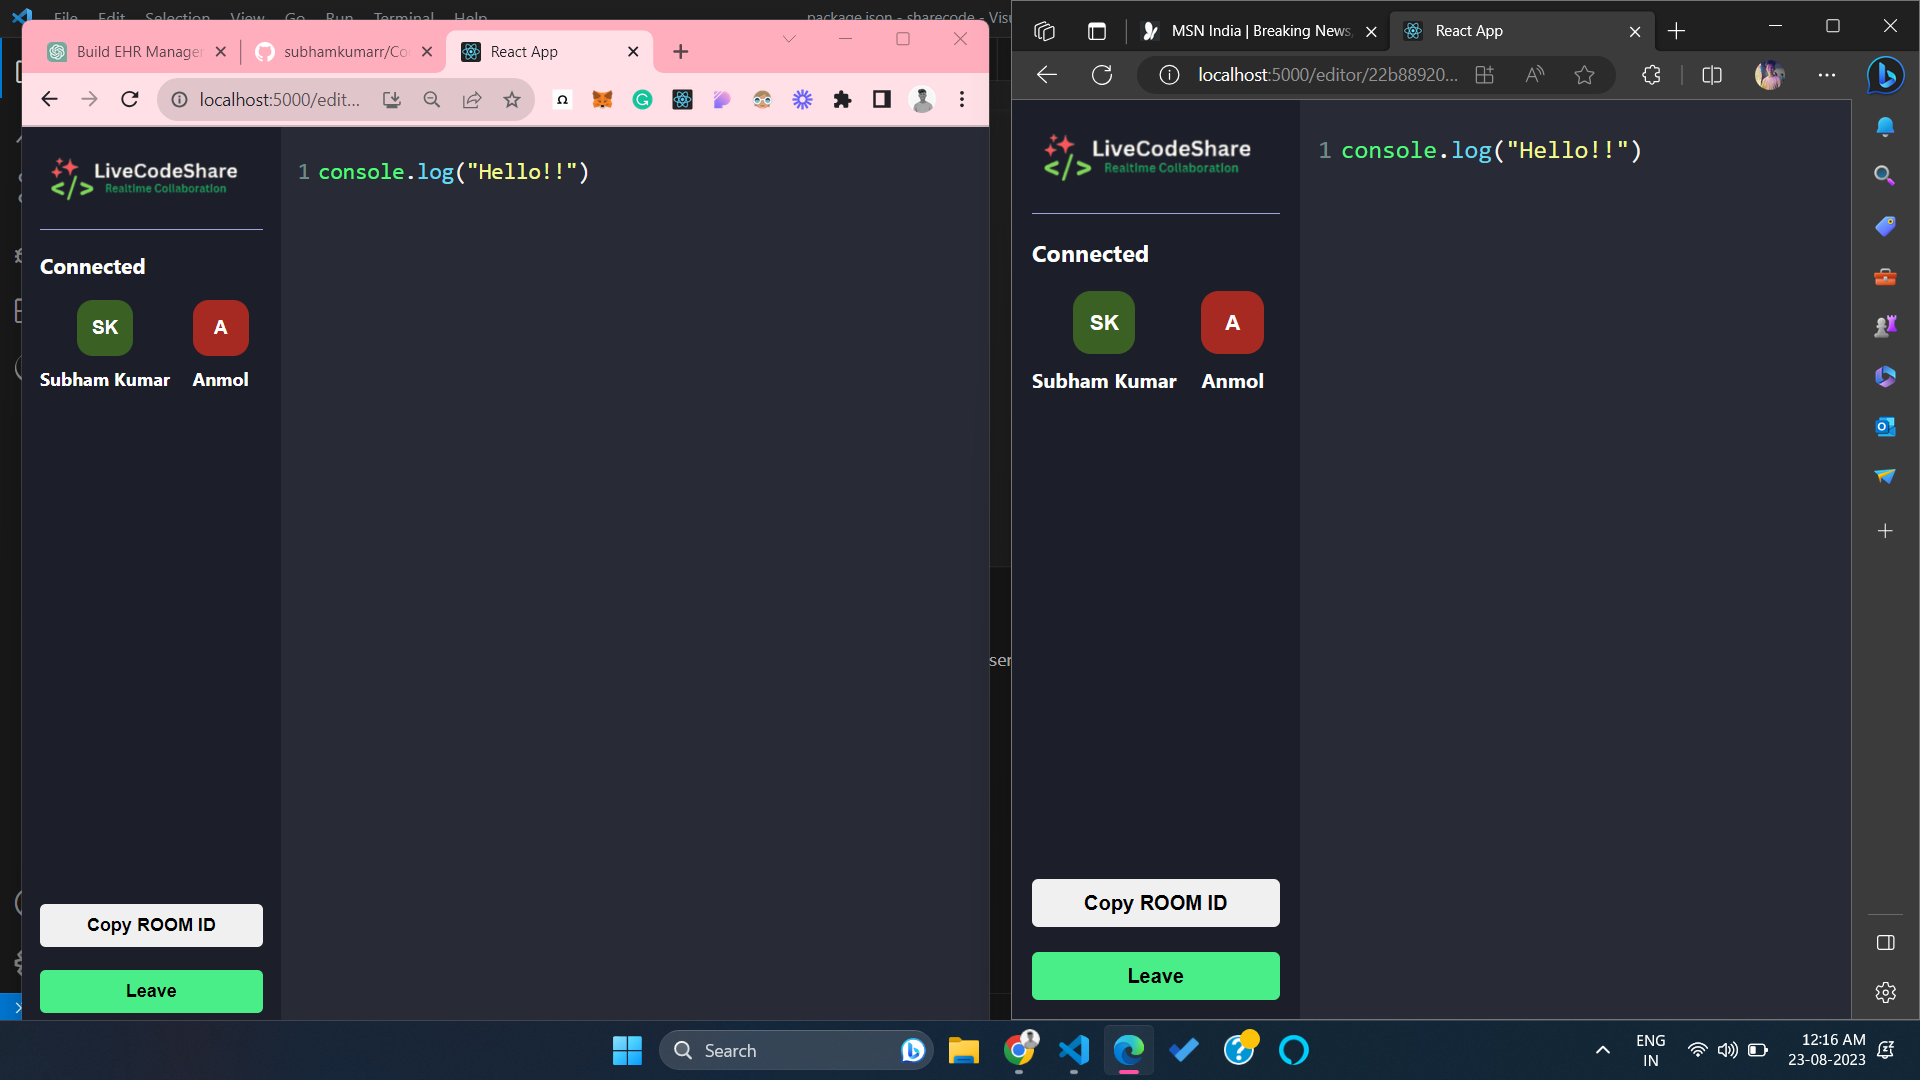 File Edit Selection View Go Run Terminal Help
package.json - sharecode - Visu
Build EHR Manager
subhamkumarr/Co
React App
localhost:5000/edit...
LiveCodeShare
Realtime Collaboration
Connected
SK
A
Subham Kumar
Anmol
Copy ROOM ID
Leave
1 console.log("Hello!!")
ser
MSN India | Breaking News,
React App
localhost:5000/editor/22b88920...
LiveCodeShare
Realtime Collaboration
Connected
SK
A
Subham Kumar
Anmol
Copy ROOM ID
Leave
1 console.log("Hello!!")
Search
ENG
IN
12:16 AM
23-08-2023